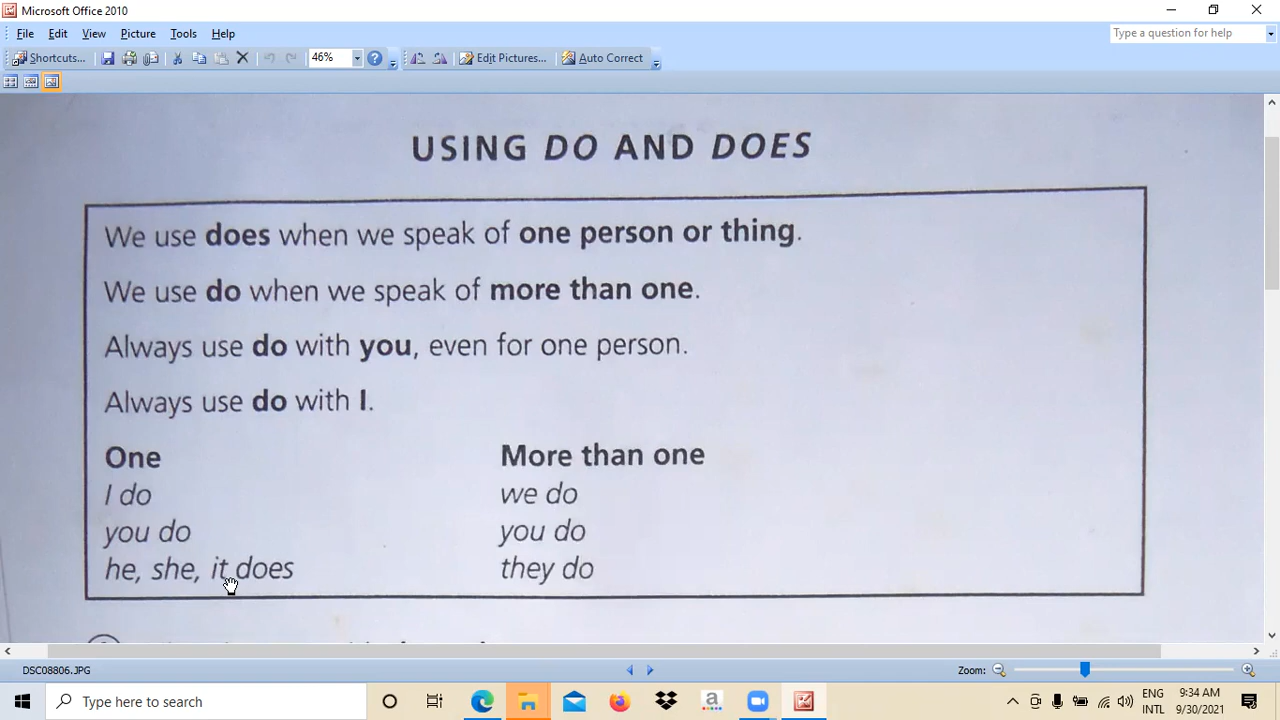 Microsoft Office 2010
File Edit View Picture Tools Help
Type a question for help
Shortcuts... 46% Edit Pictures... Auto Correct
USING DO AND DOES
We use does when we speak of one person or thing.
We use do when we speak of more than one.
Always use do with you, even for one person.
Always use do with I.
One More than one
I do we do
you do you do
he, she, it does they do
DSC08806.JPG Zoom:
Type here to search
ENG 9:34 AM
INTL 9/30/2021